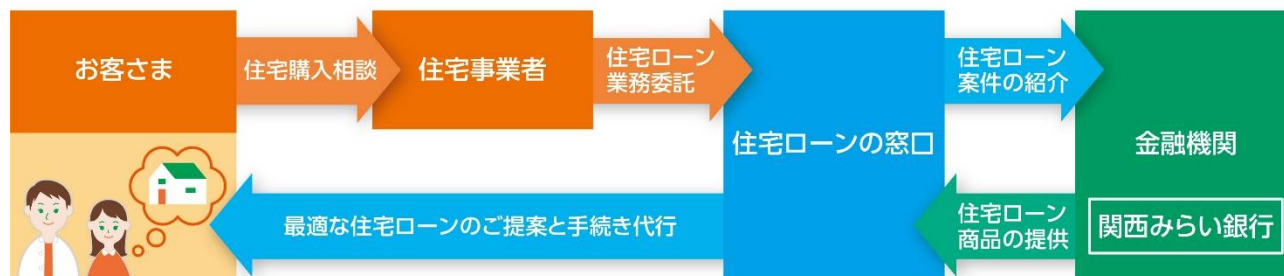 お客さま
住宅購入相談
住宅事業者
住宅ローン
業務委託
住宅ローンの窓口
住宅ローン
案件の紹介
金融機関
関西みらい銀行
住宅ローン
商品の提供
最適な住宅ローンのご提案と手続き代行